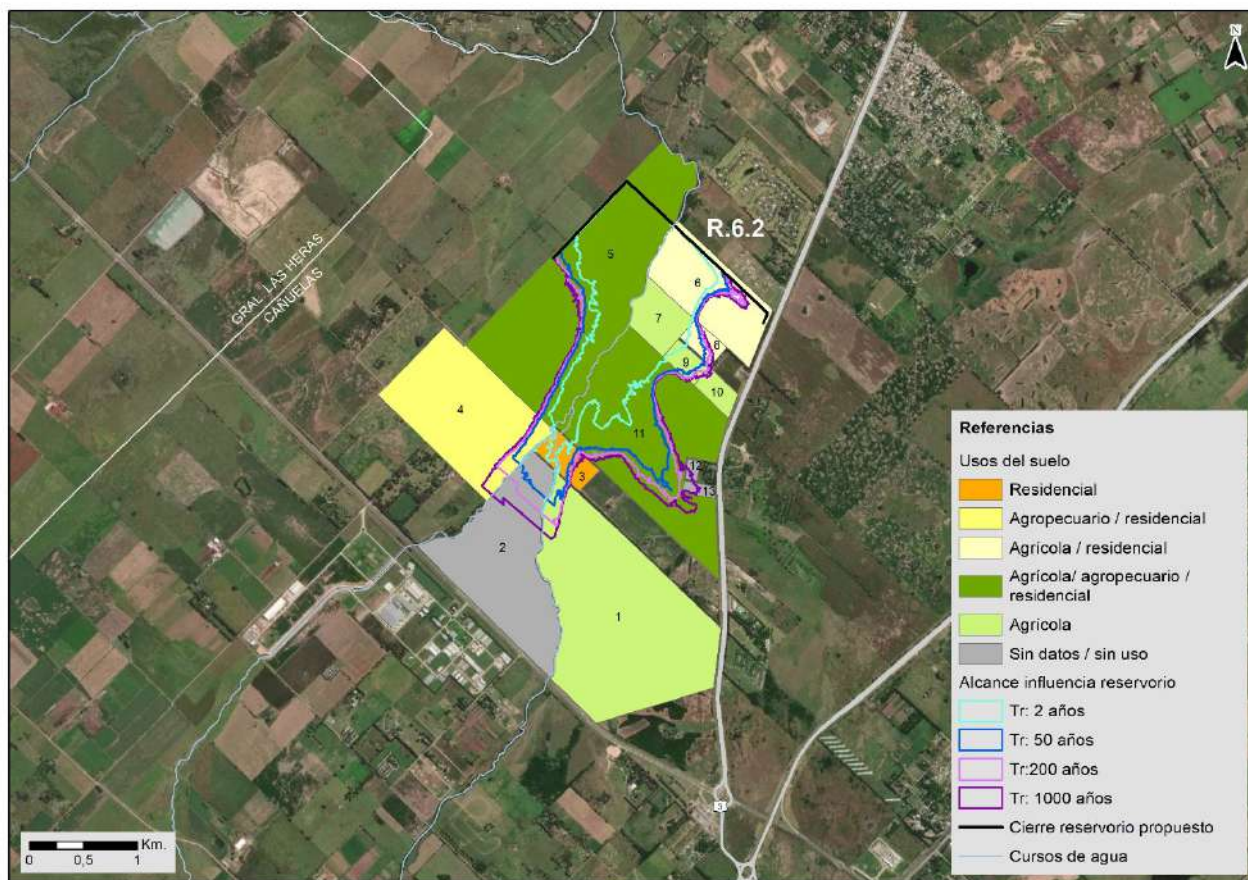 N
R.6.2
GRAL. LAS HERAS
CAÑUELAS
5
6
7
8
9
10
4
11
12
13
3
2
1
3
Km.
0 0,5 1
Referencias
Usos del suelo
Residencial
Agropecuario / residencial
Agrícola / residencial
Agrícola/ agropecuario /
residencial
Agrícola
Sin datos / sin uso
Alcance influencia reservorio
Tr: 2 años
Tr: 50 años
Tr:200 años
Tr: 1000 años
Cierre reservorio propuesto
Cursos de agua